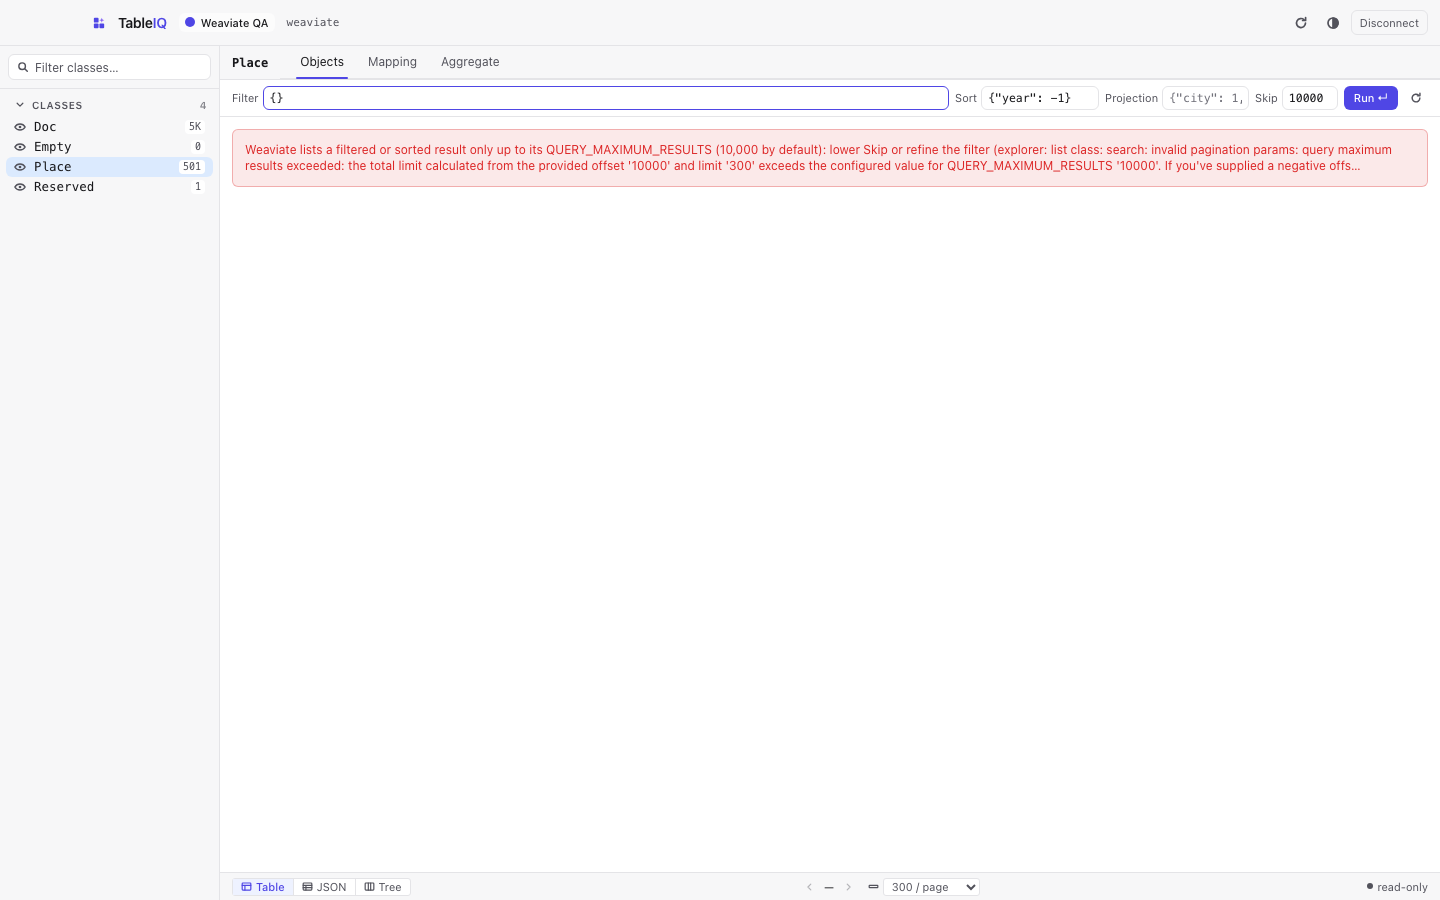 TableIQ
Weaviate QA
weaviate
Disconnect
Filter classes...
CLASSES 4
Doc 5K
Empty 0
Place 501
Reserved 1
Place
Objects
Mapping
Aggregate
Filter {} Sort {"year": −1} Projection {"city": 1, Skip 10000 Run
Weaviate lists a filtered or sorted result only up to its QUERY_MAXIMUM_RESULTS (10,000 by default): lower Skip or refine the filter (explorer: list class: search: invalid pagination params: query maximum
results exceeded: the total limit calculated from the provided offset '10000' and limit '300' exceeds the configured value for QUERY_MAXIMUM_RESULTS '10000'. If you've supplied a negative offs...
Table
JSON
Tree
300 / page
read-only